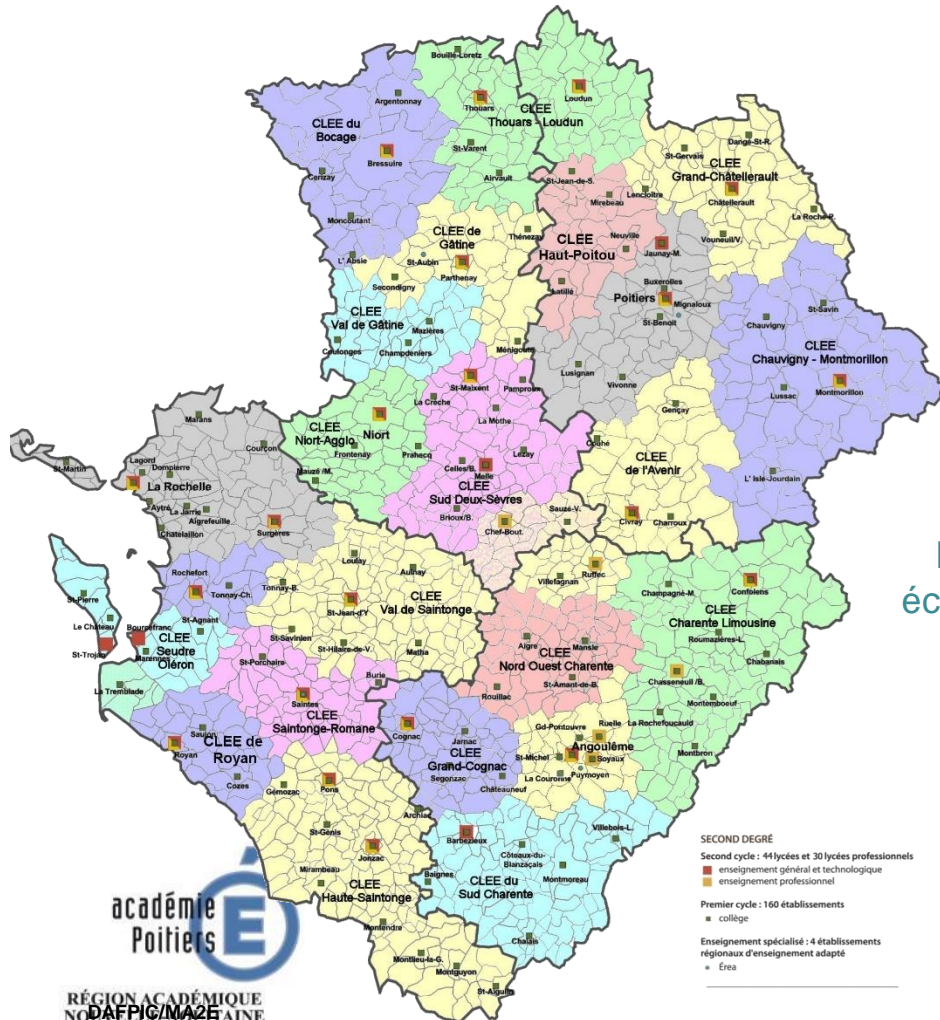 Bouillé-Loretz
Argentonnay
Thouars
CLEE
Thouars - Loudun
Loudun
CLEE du
Bocage
Bressuire
St-Varent
Cerizay
Airvault
Moncoutant
L' Absie
Dangé-St-R.
St-Gervais
CLEE
Grand-Châtellerault
Châtellerault
Lencloître
La Roche-P.
Vouneuil/V.
St-Jean-de-S.
Mirebeau
Neuville
CLEE
Haut-Poitou
Latillé
Jaunay-M.
Buxerolles
Poitiers
Mignaloux
St-Benoit
Lusignan
Vivonne
CLEE de
Gâtine
Thénezay
St-Aubin
Parthenay
Secondigny
Ménigoute
CLEE
Val de Gâtine
Mazières
Coulonges
Champdeniers
St-Savin
Chauvigny
CLEE
Chauvigny - Montmorillon
Lussac
Montmorillon
L' Isle-Jourdain
St-Maixent
Pamproux
La Crèche
La Mothe
Celles/B.
Melle
Lezay
CLEE
Sud Deux-Sèvres
Brioux/B.
Chef-Bout.
Sauzé-V.
CLEE
Niort-Agglo
Niort
Frontenay
Prahecq
Mauzé /M.
Gençay
Couhé
CLEE
de l'Avenir
Civray
Charroux
Marans
Courçon
St-Martin
Lagord
Dompierre
La Rochelle
Aytré
La Jarrie
Aigrefeuille
Chatelaillon
Surgères
Rochefort
Tonnay-Ch.
Tonnay-B.
Loulay
Aulnay
CLEE
Val de Saintonge
St-Jean-d'Y
St-Savinien
St-Hilaire-de-V.
Matha
St-Pierre
Le Château
Bourcefranc
St-Trojan
Marennes
St-Agnant
CLEE
Seudre
Oléron
La Tremblade
St-Porchaire
Burie
Saintes
CLEE
Saintonge-Romane
Saujon
Royan
CLEE de
Royan
Cozes
Villefagnan
Ruffec
CLEE
Nord Ouest Charente
Aigre
Mansle
St-Amant-de-B.
Rouillac
Champagné-M
Confolens
CLEE
Charente Limousine
Roumazières-L.
Chabanais
Chasseneuil /B.
Montemboeuf
La Rochefoucauld
Montbron
Cognac
Jarnac
CLEE
Grand-Cognac
Segonzac
Châteauneuf
Gd-Pontouvre
Ruelle
Angoulême
St-Michel
Soyaux
La Couronne
Puymoyen
Gémozac
Pons
Archiac
St-Génis
Jonzac
Mirambeau
CLEE
Haute-Saintonge
Montendre
Montlieu-la-G.
Montguyon
St-Aigulin
Barbezieux
Baignes
Côteaux-du-
Blanzaçais
Villebois-L.
Montmoreau
CLEE du
Sud Charente
Chalais
éc
SECOND DEGRÉ
Second cycle : 44 lycées et 30 lycées professionnels
enseignement général et technologique
enseignement professionnel
Premier cycle : 160 établissements
collège
Enseignement spécialisé : 4 établissements
régionaux d'enseignement adapté
Érea
académie
Poitiers
É
RÉGION ACADÉMIQUE
DAFPIC/MA2E